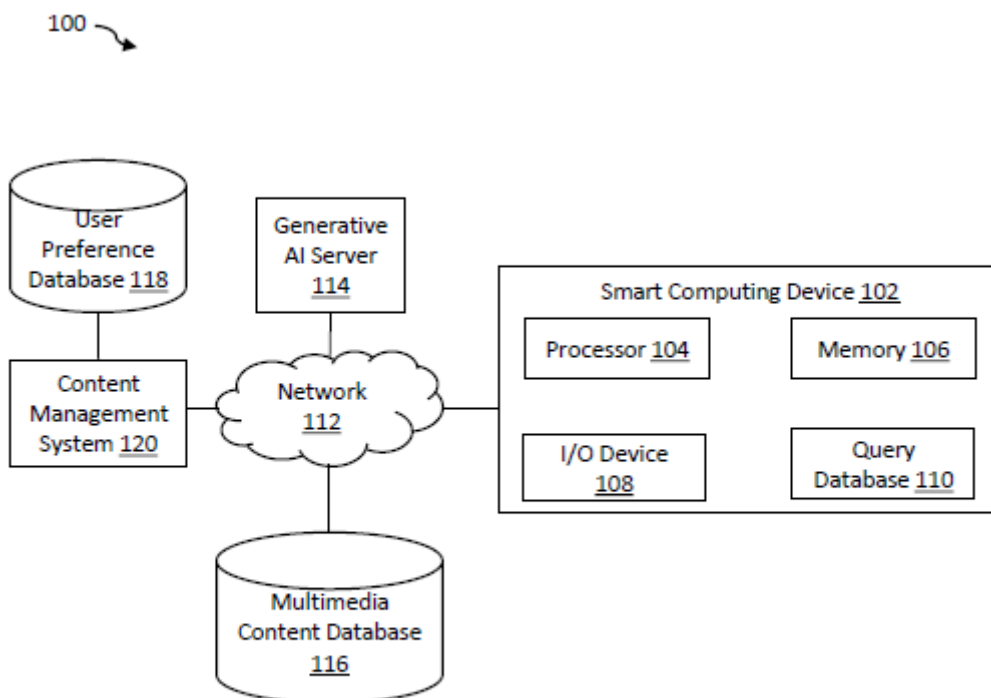 100
User
Preference
Database 118
Generative
AI Server
114
Smart Computing Device 102
Processor 104
Memory 106
Content
Management
System 120
Network
112
I/O Device
108
Query
Database 110
Multimedia
Content Database
116